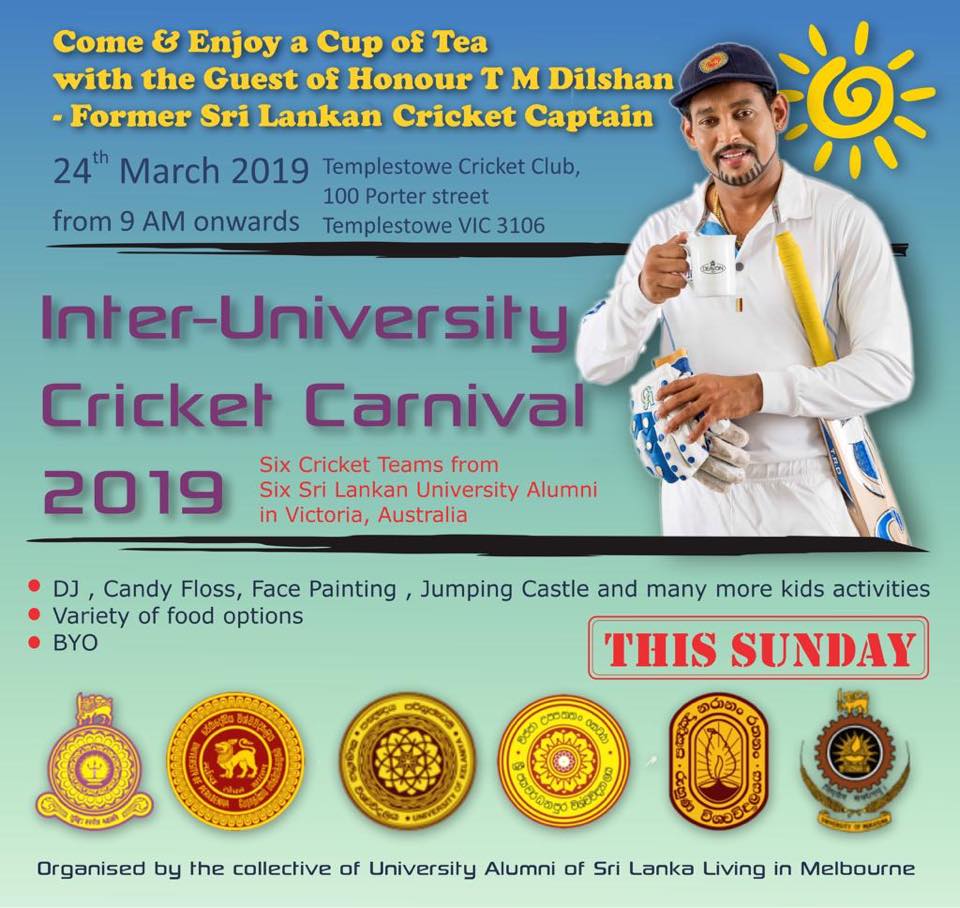 Come & Enjoy a Cup of Tea
with the Guest of Honour T M Dilshan
- Former Sri Lankan Cricket Captain
24th March 2019
from 9 AM onwards
Templestowe Cricket Club,
100 Porter street
Templestowe VIC 3106
Inter-University
Cricket Carnival
2019
Six Cricket Teams from
Six Sri Lankan University Alumni
in Victoria, Australia
• DJ , Candy Floss, Face Painting , Jumping Castle and many more kids activities
• Variety of food options
• BYO
THIS SUNDAY
Organised by the collective of University Alumni of Sri Lanka Living in Melbourne